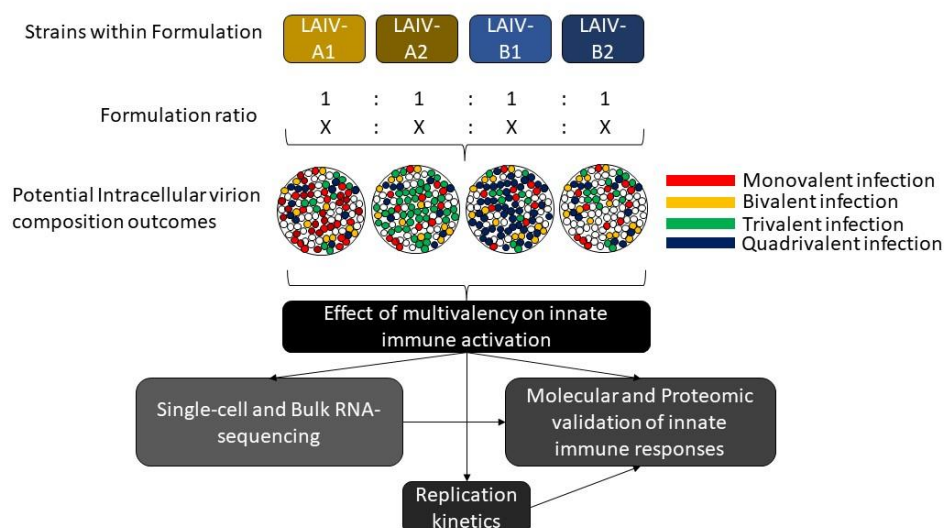 Strains within Formulation
LAIV-
A1
LAIV-
A2
LAIV-
B1
LAIV-
B2
Formulation ratio
1 : 1 : 1 : 1
X : X : X : X
Potential Intracellular virion
composition outcomes
Monovalent infection
Bivalent infection
Trivalent infection
Quadrivalent infection
Effect of multivalency on innate
immune activation
Single-cell and Bulk RNA-
sequencing
Molecular and Proteomic
validation of innate
immune responses
Replication
kinetics